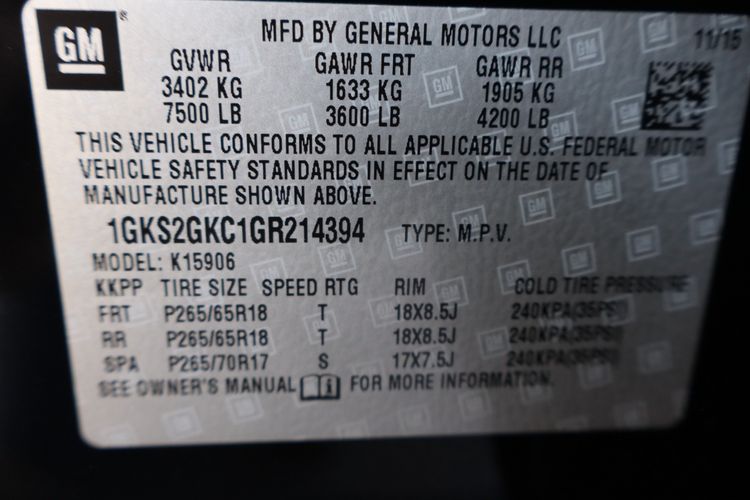 GM MFD BY GENERAL MOTORS LLC 11/15
GVWR GAWR FRT GAWR RR
3402 KG 1633 KG 1905 KG
7500 LB 3600 LB 4200 LB
THIS VEHICLE CONFORMS TO ALL APPLICABLE U.S. FEDERAL MOTOR
VEHICLE SAFETY STANDARDS IN EFFECT ON THE DATE OF
MANUFACTURE SHOWN ABOVE.
1GKS2GKC1GR214394 TYPE: M.P.V.
MODEL: K15906
KKPP TIRE SIZE SPEED RTG RIM COLD TIRE PRESSURE
FRT P265/65R18 T 18X8.5J 240KPA(35PSI)
RR P265/65R18 T 18X8.5J 240KPA(35PSI)
SPA P265/70R17 S 17X7.5J 240KPA(35PSI)
SEE OWNER'S MANUAL FOR MORE INFORMATION.